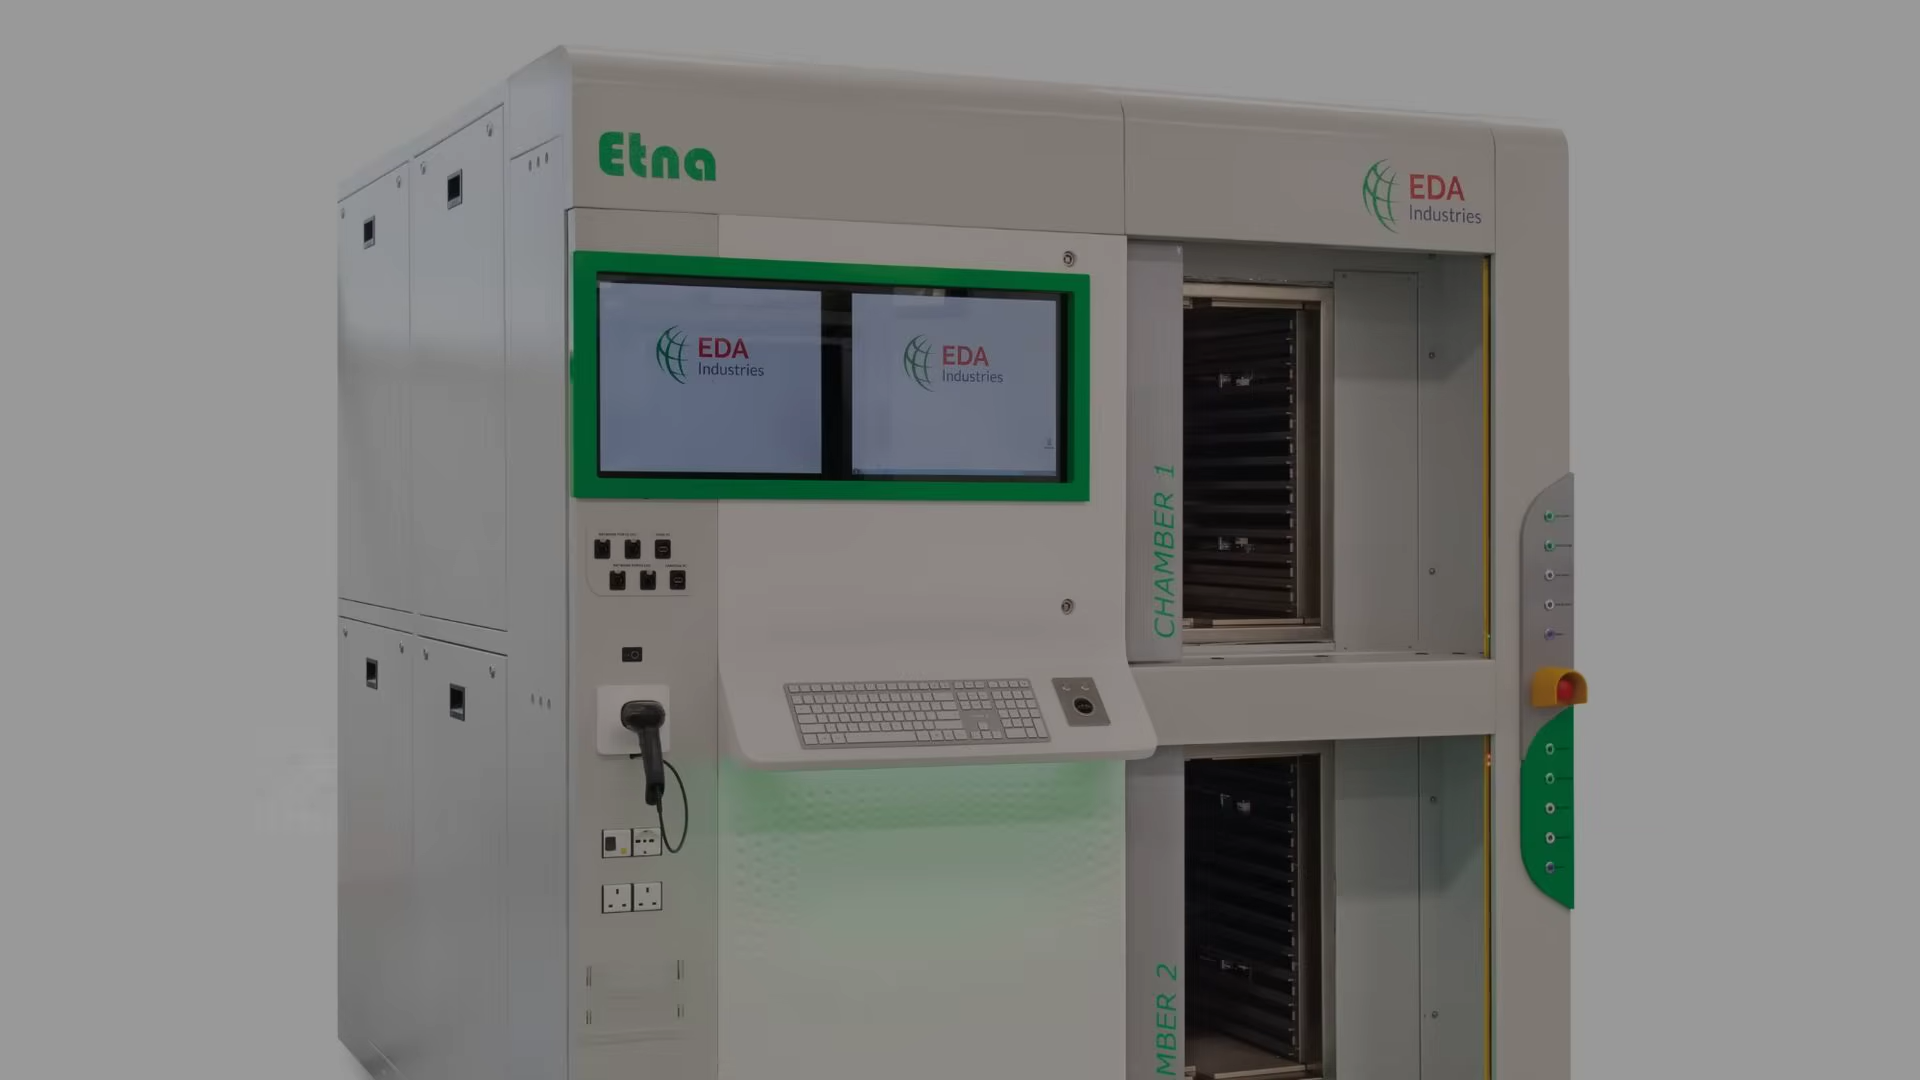 Etna
EDA
Industries
EDA
Industries
EDA
Industries
CHAMBER 1
MBER 2